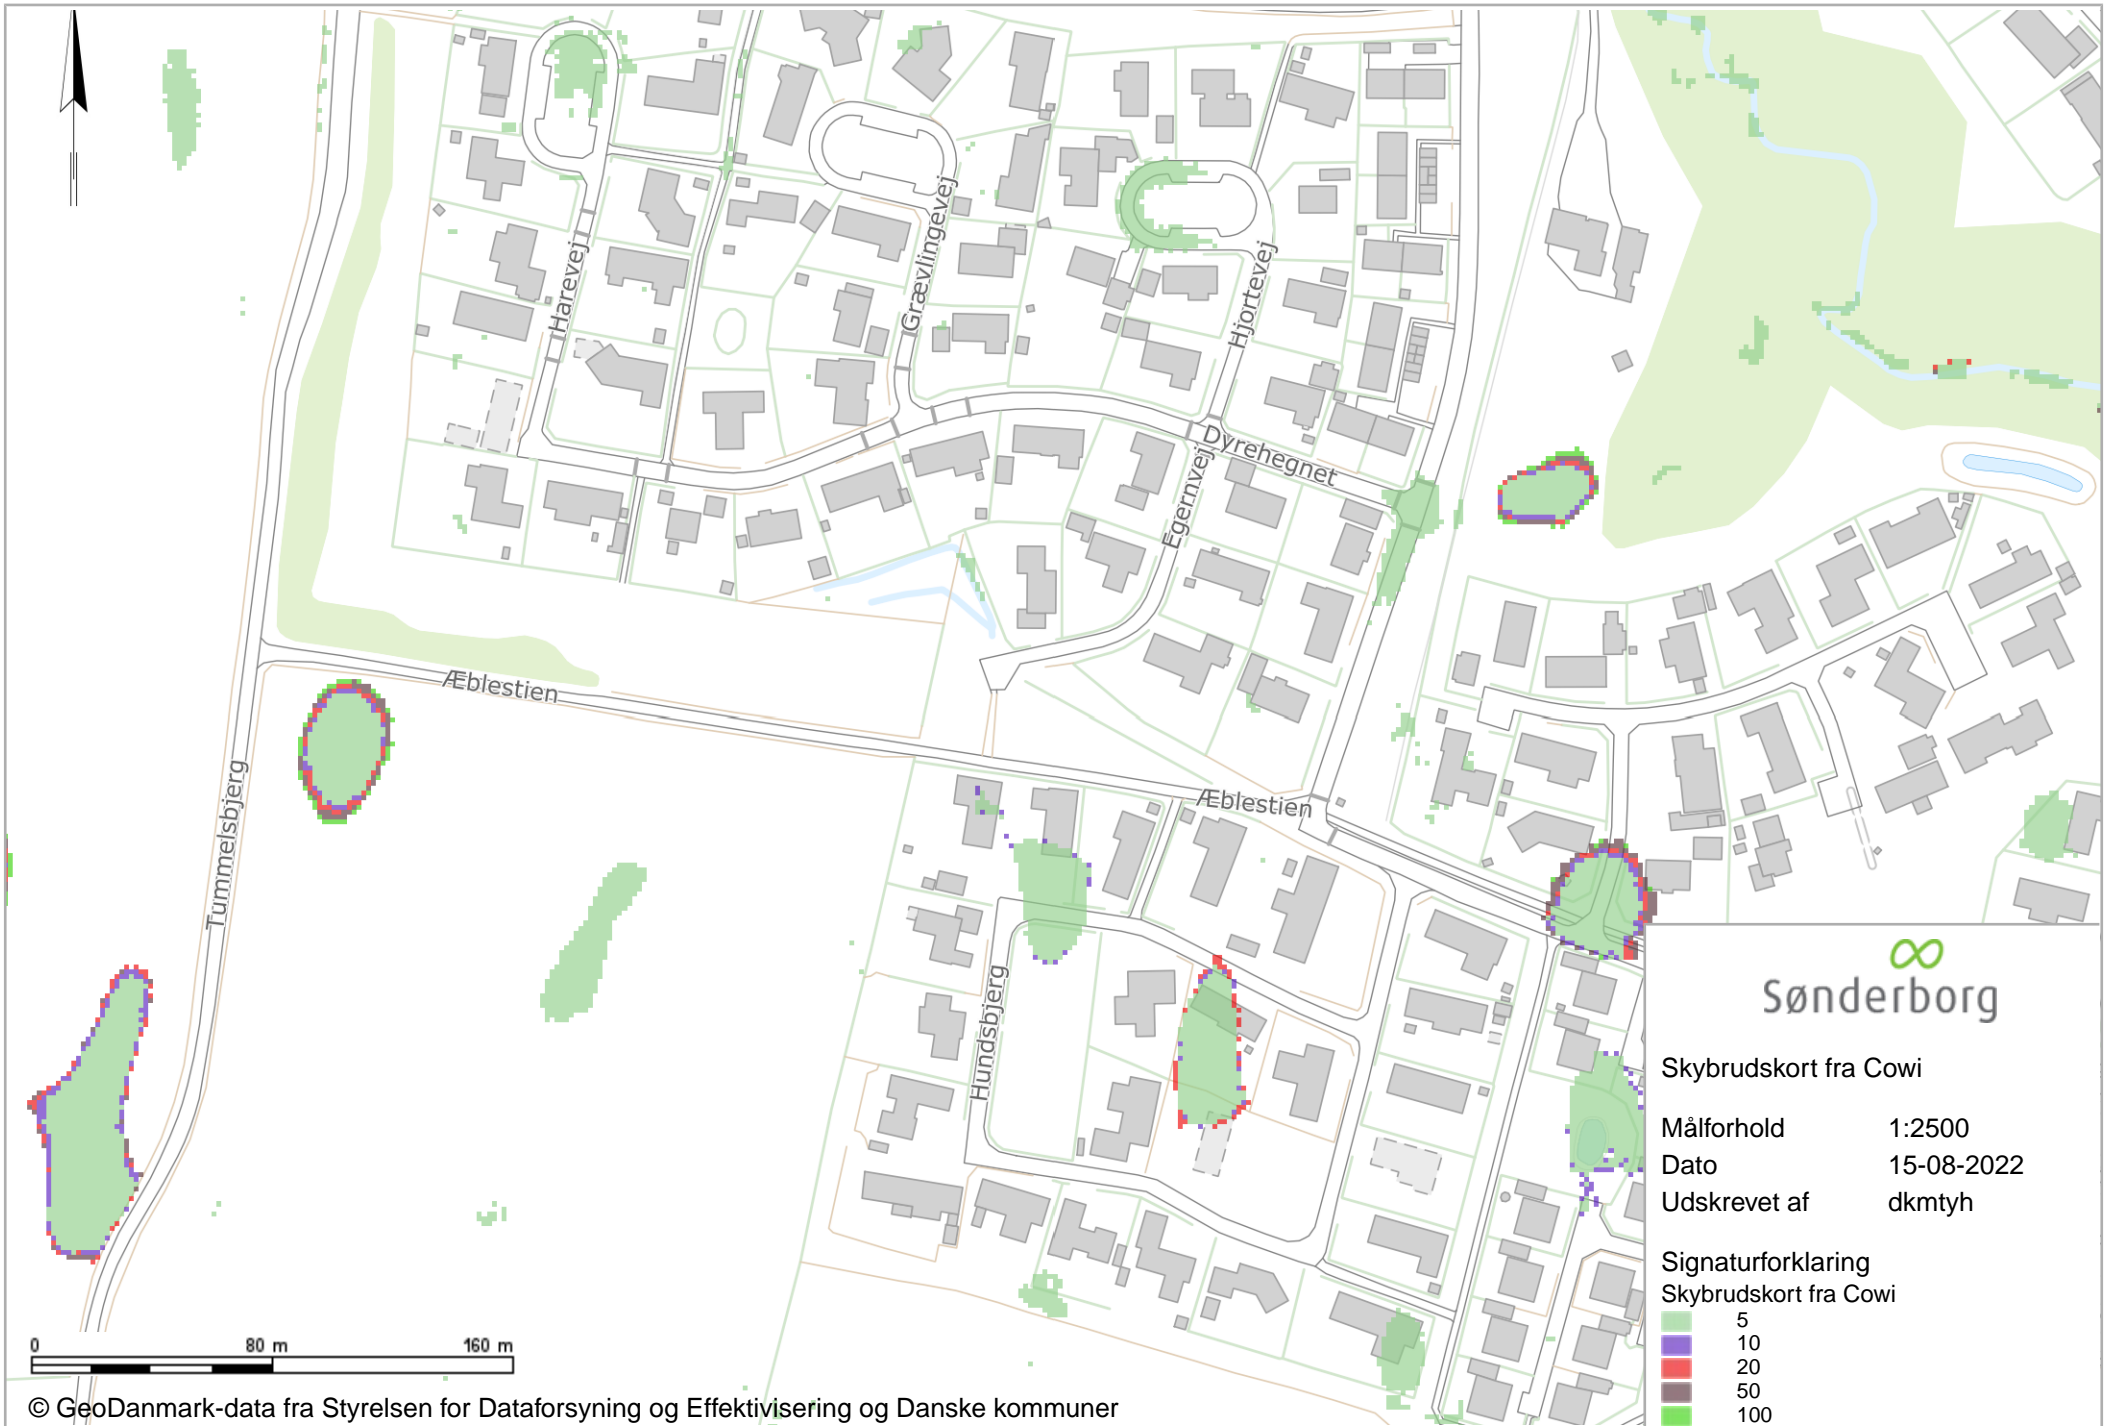 Harevej
Grævlingevej
Hjortevej
Dyrehegnet
Egernvej
Æblestien
Æblestien
Tummelsbjerg
Hundsbjerg
Sønderborg
Skybrudskort fra Cowi
Målforhold 1:2500
Dato 15-08-2022
Udskrevet af dkmtyh
Signaturforklaring
Skybrudskort fra Cowi
5
10
20
50
100
0 80 m 160 m
© GeoDanmark-data fra Styrelsen for Dataforsyning og Effektivisering og Danske kommuner